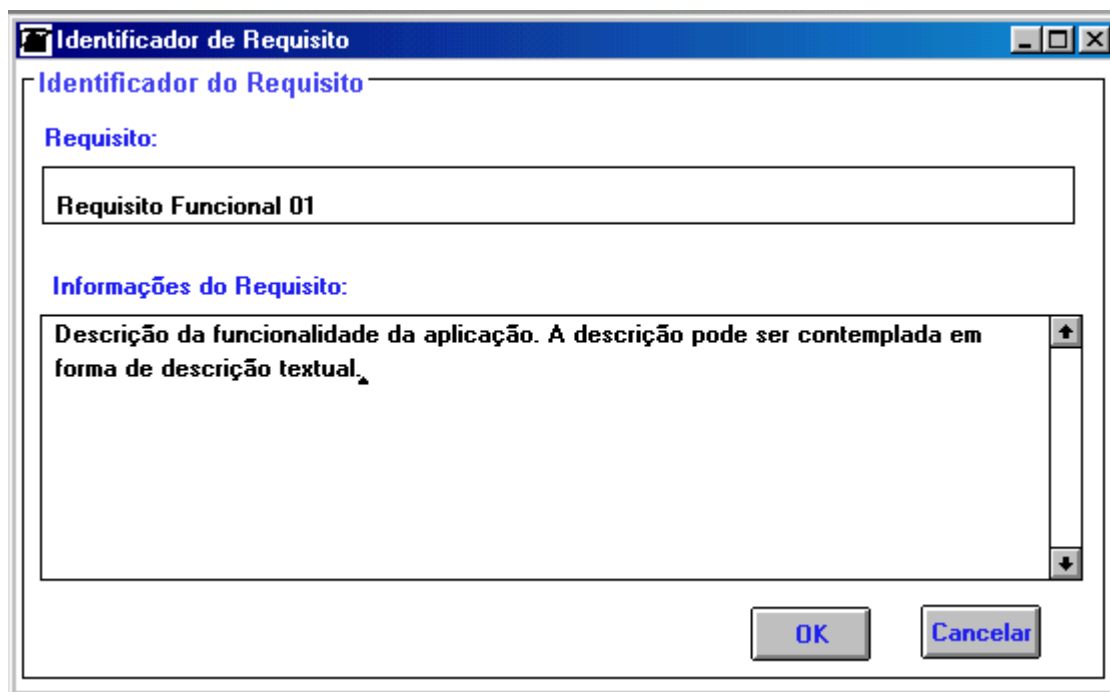 Identificador de Requisito
Identificador do Requisito
Requisito:
Requisito Funcional 01
Informações do Requisito:
Descrição da funcionalidade da aplicação. A descrição pode ser contemplada em
forma de descrição textual.
OK
Cancelar